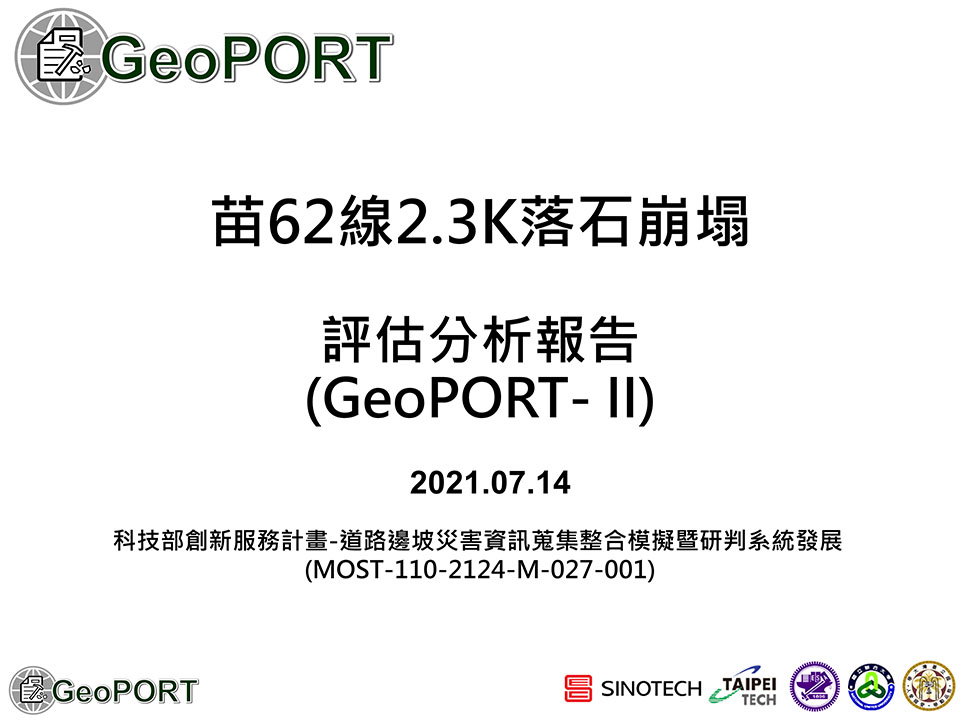 GeoPORT
苗62線2.3K落石崩塌
評估分析報告
(GeoPORT- II)
2021.07.14
科技部創新服務計畫-道路邊坡災害資訊蒐集整合模擬暨研判系統發展
(MOST-110-2124-M-027-001)
GeoPORT
SINOTECH
TAIPEI
TECH